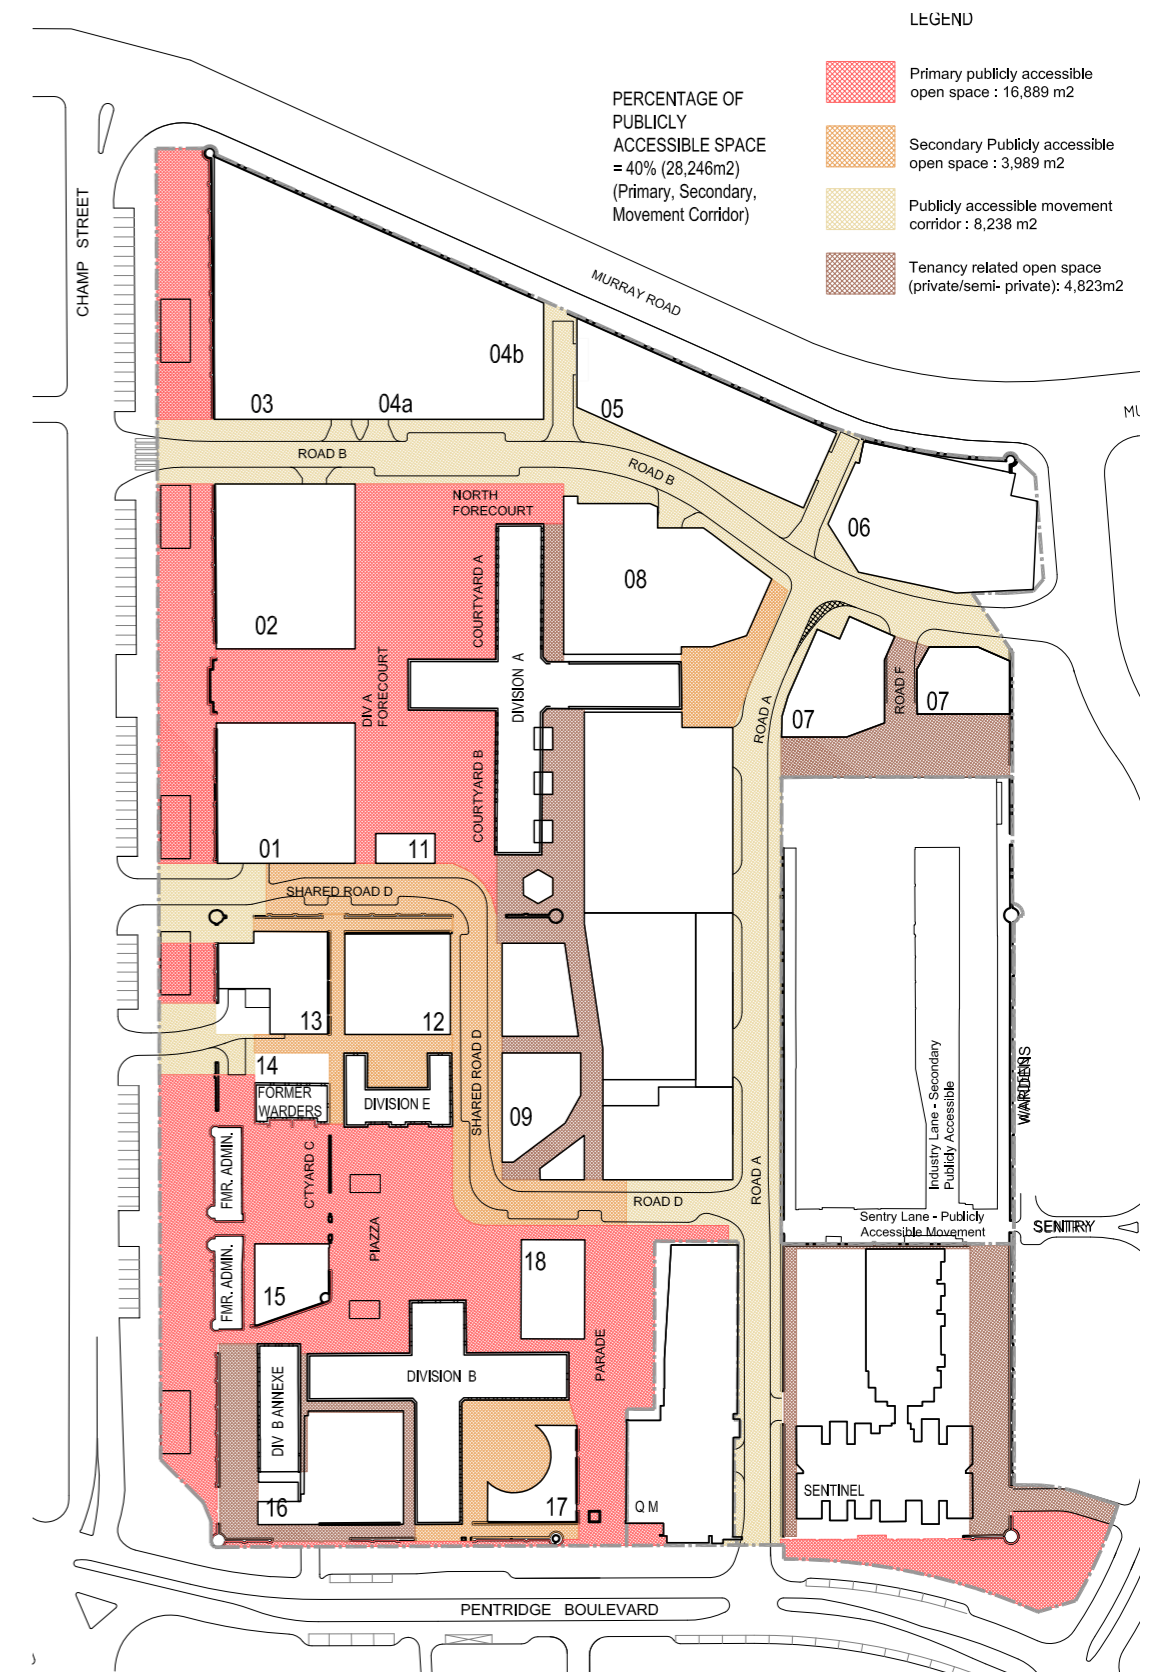 LEGEND
Primary publicly accessible
open space : 16,889 m2
Secondary Publicly accessible
open space : 3,989 m2
Publicly accessible movement
corridor : 8,238 m2
Tenancy related open space
(private/semi- private): 4,823m2
PERCENTAGE OF
PUBLICLY
ACCESSIBLE SPACE
= 40% (28,246m2)
(Primary, Secondary,
Movement Corridor)
CHAMP STREET
MURRAY ROAD
04b
03
04a
05
MU
ROAD B
ROAD B
NORTH
FORECOURT
06
COURTYARD A
08
02
DIVISION A
DIV A
FORECOURT
ROAD F
07
07
ROAD A
COURTYARD B
01
11
SHARED ROAD D
13
12
SHARED ROAD D
14
FORMER
WARDERS
DIVISION E
09
Industry Lane - Secondary
Publicly Accessible
WARDENS
FMR. ADMIN.
C'TYARD C
PIAZZA
ROAD D
ROAD A
Sentry Lane - Publicly
Accessible Movement
SENTRY
FMR. ADMIN.
15
18
PARADE
DIVISION B
DIV B ANNEXE
16
17
Q M
SENTINEL
PENTRIDGE BOULEVARD